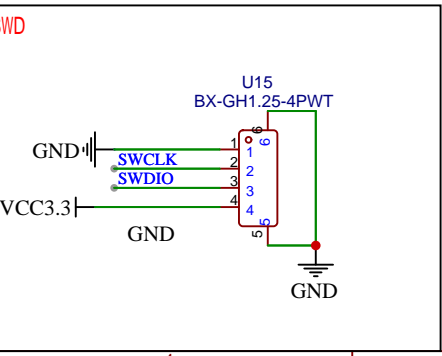 SWD
U15
BX-GH1.25-4PWT
6
6
GND
1
1
SWCLK
2
2
SWDIO
3
3
VCC3.3
4
4
5
5
GND
GND